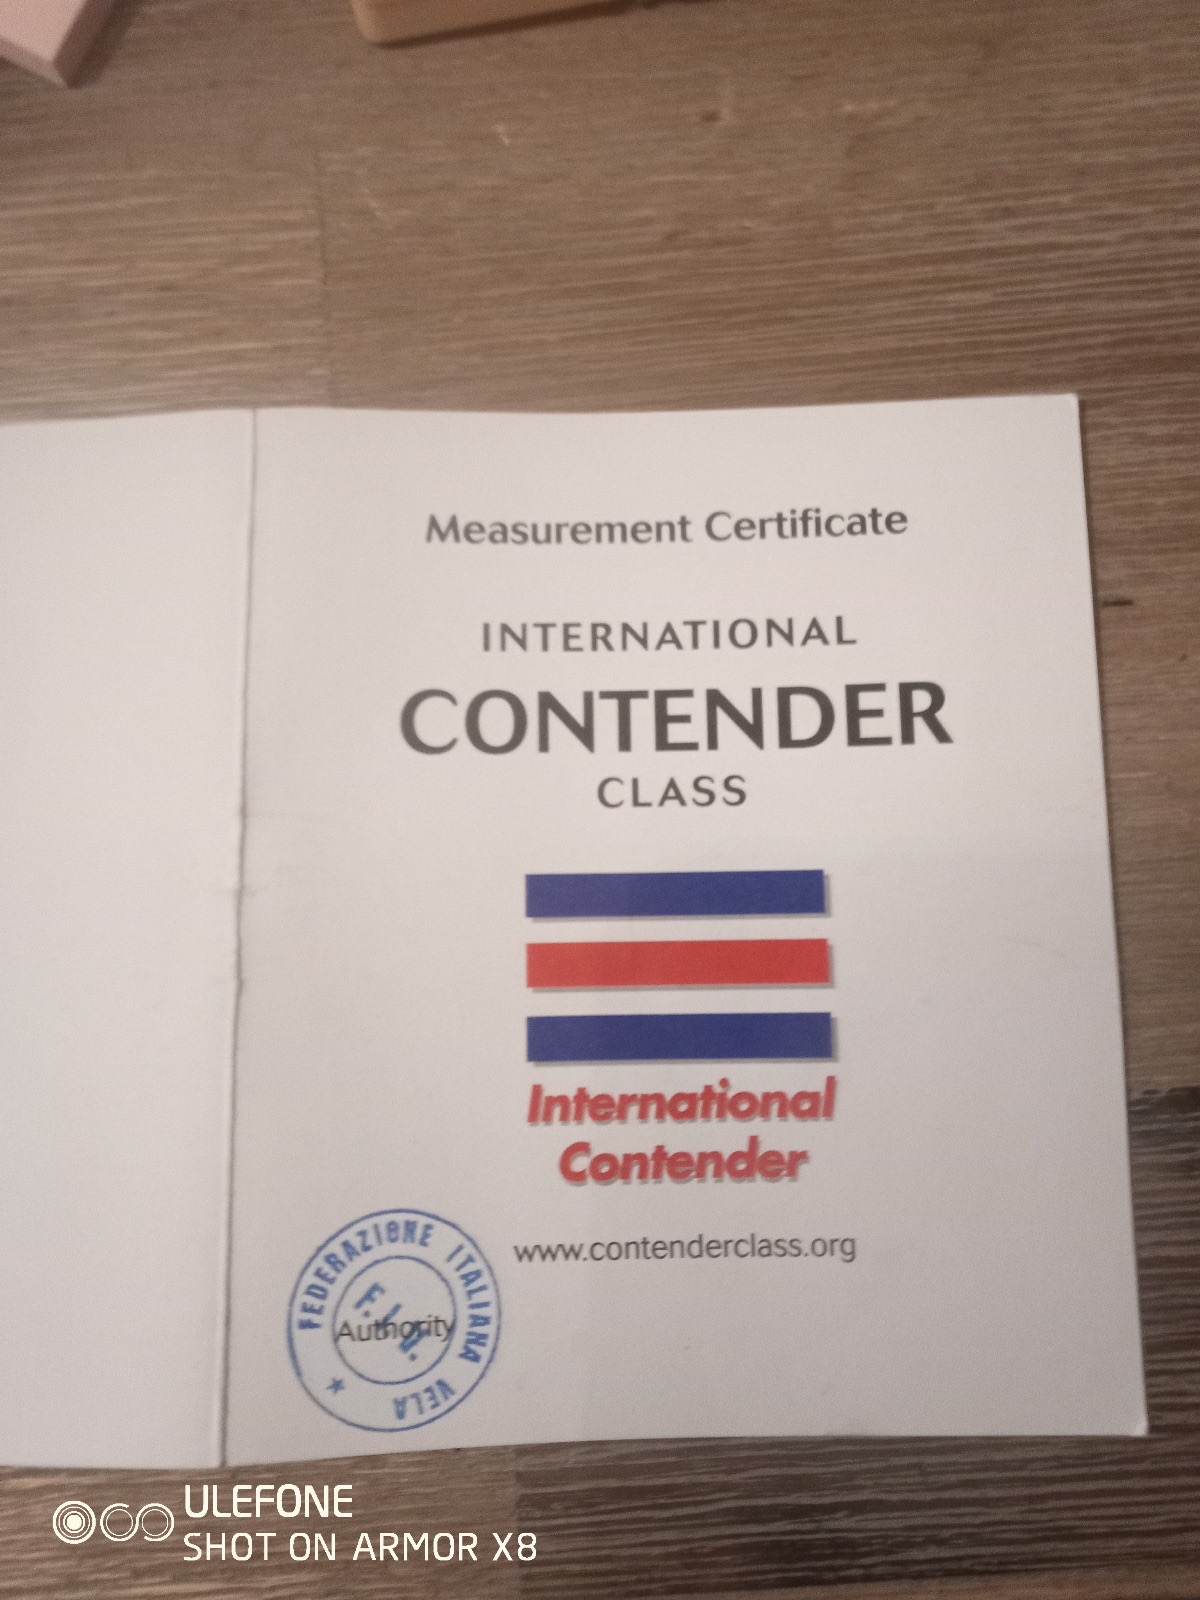 Measurement Certificate
INTERNATIONAL
CONTENDER
CLASS
International
Contender
www.contenderclass.org
FEDERAZIONE ITALIANA VELA
F.I.V.
Authority
ULEFONE
SHOT ON ARMOR X8